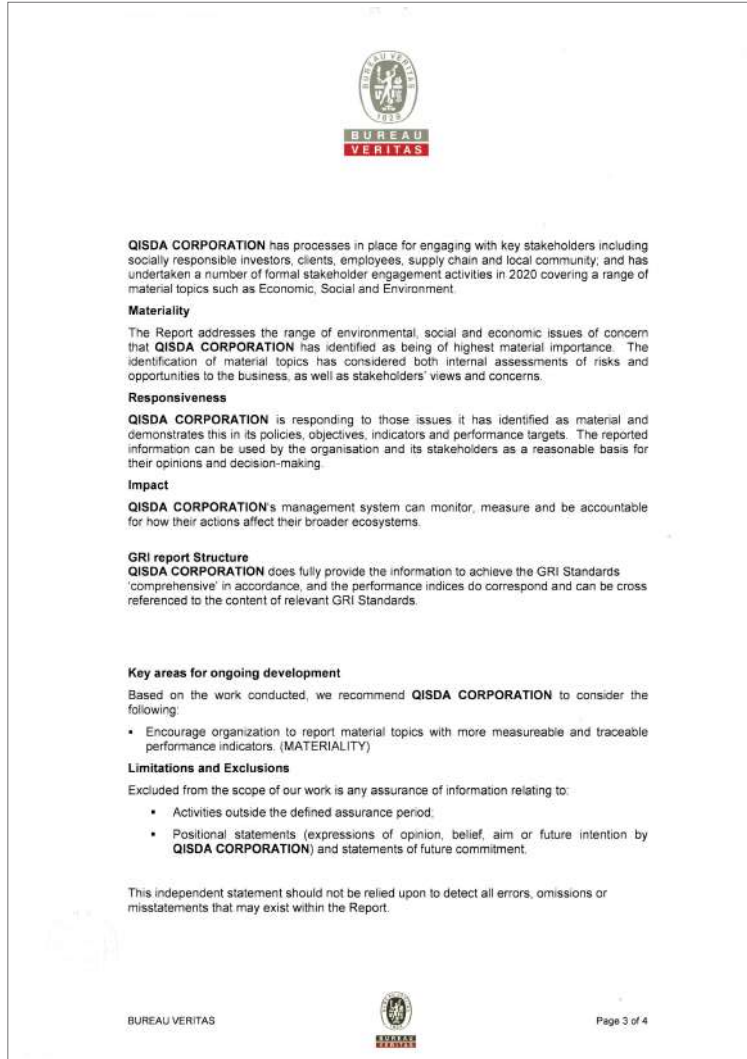 BUREAU VERITAS
1828
BUREAU
VERITAS
QISDA CORPORATION has processes in place for engaging with key stakeholders including
socially responsible investors, clients, employees, supply chain and local community; and has
undertaken a number of formal stakeholder engagement activities in 2020 covering a range of
material topics such as Economic, Social and Environment.
Materiality
The Report addresses the range of environmental, social and economic issues of concern
that QISDA CORPORATION has identified as being of highest material importance. The
identification of material topics has considered both internal assessments of risks and
opportunities to the business, as well as stakeholders' views and concerns.
Responsiveness
QISDA CORPORATION is responding to those issues it has identified as material and
demonstrates this in its policies, objectives, indicators and performance targets. The reported
information can be used by the organisation and its stakeholders as a reasonable basis for
their opinions and decision-making.
Impact
QISDA CORPORATION's management system can monitor, measure and be accountable
for how their actions affect their broader ecosystems.
GRI report Structure
QISDA CORPORATION does fully provide the information to achieve the GRI Standards
'comprehensive' in accordance, and the performance indices do correspond and can be cross
referenced to the content of relevant GRI Standards.
Key areas for ongoing development
Based on the work conducted, we recommend QISDA CORPORATION to consider the
following:
▪ Encourage organization to report material topics with more measureable and traceable
performance indicators. (MATERIALITY)
Limitations and Exclusions
Excluded from the scope of our work is any assurance of information relating to:
▪ Activities outside the defined assurance period;
▪ Positional statements (expressions of opinion, belief, aim or future intention by
QISDA CORPORATION) and statements of future commitment.
This independent statement should not be relied upon to detect all errors, omissions or
misstatements that may exist within the Report.
BUREAU VERITAS
BUREAU
VERITAS
Page 3 of 4